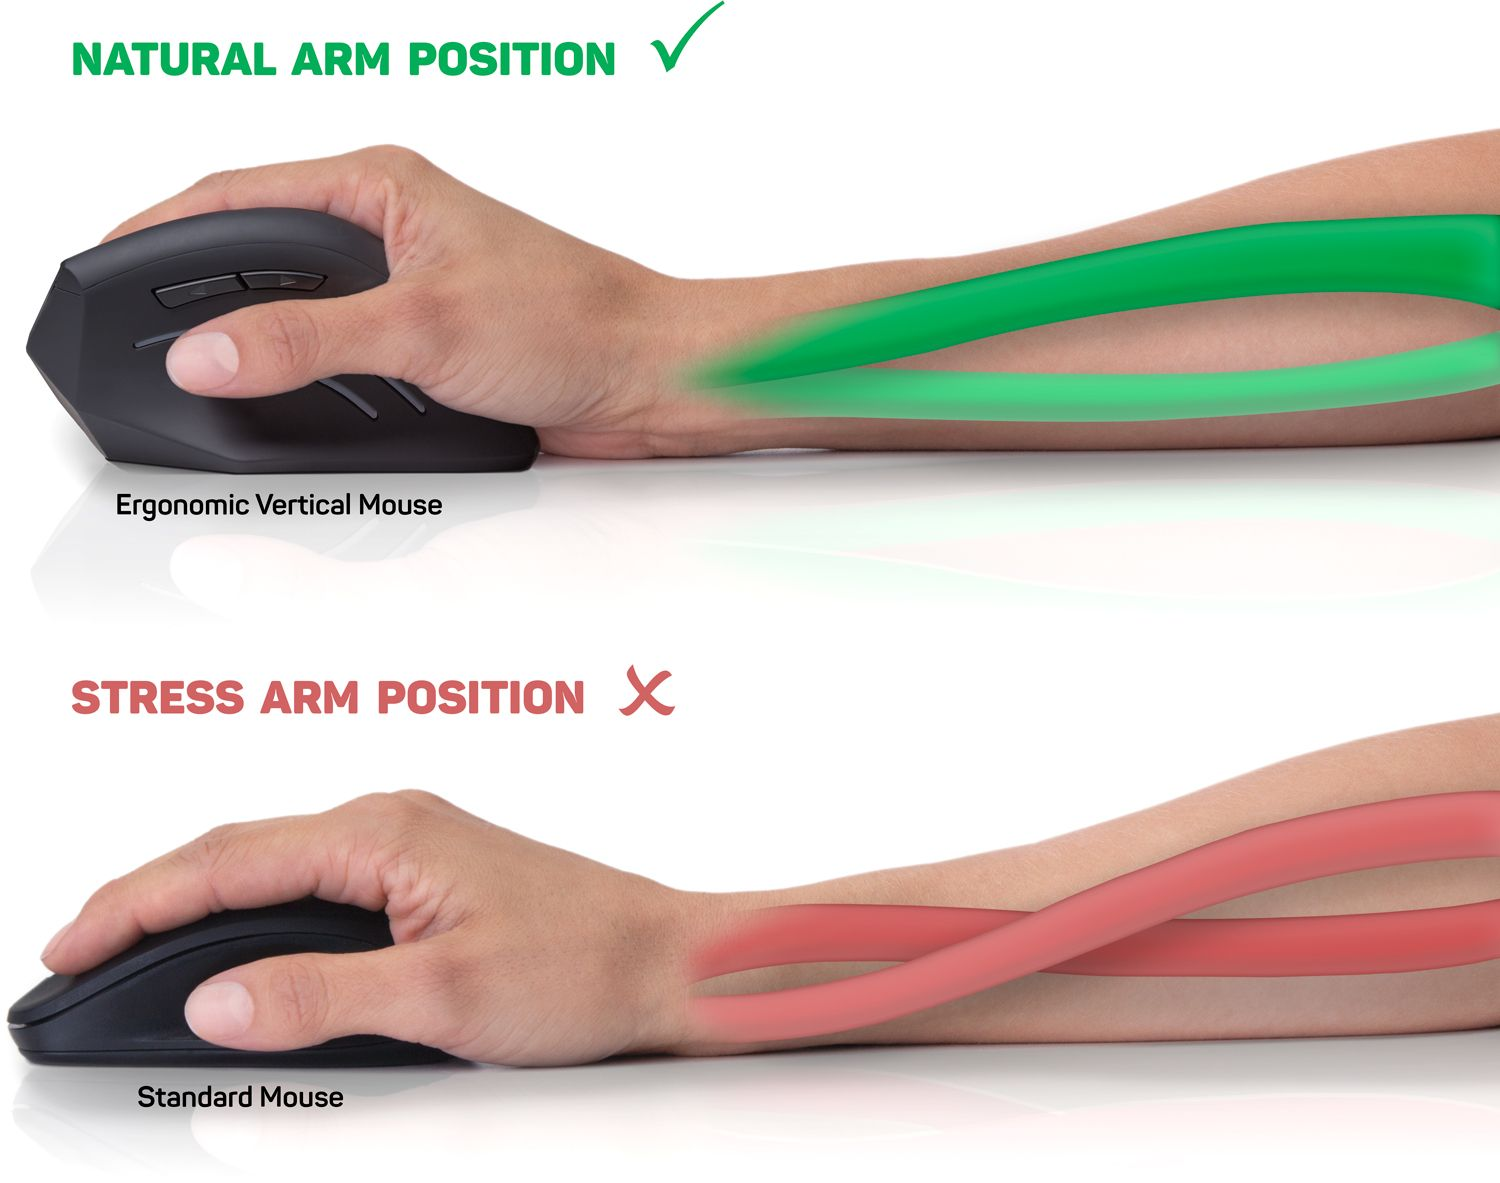 NATURAL ARM POSITION
Ergonomic Vertical Mouse
STRESS ARM POSITION
Standard Mouse